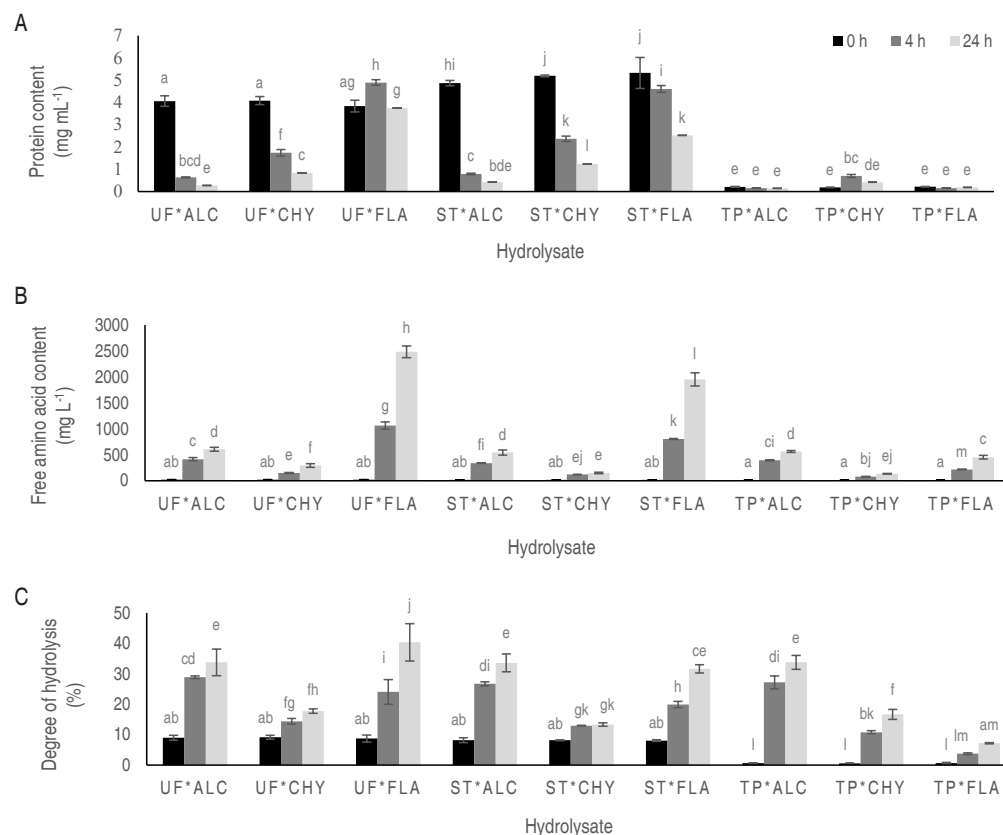 A
0 h 4 h 24 h
Protein content
(mg mL-1)
7
6
5
4
3
2
1
0
a a ag h g hi j j i
bcd e f c c bde k l k e e e e bc de e e e
UF*ALC UF*CHY UF*FLA ST*ALC ST*CHY ST*FLA TP*ALC TP*CHY TP*FLA
Hydrolysate
B
Free amino acid content
(mg L-1)
3000
2500
2000
1500
1000
500
0
ab c d ab e f ab g h ab fi d ab ej e ab k l a ci d a bj ej a m c
UF*ALC UF*CHY UF*FLA ST*ALC ST*CHY ST*FLA TP*ALC TP*CHY TP*FLA
Hydrolysate
C
Degree of hydrolysis
(%)
50
40
30
20
10
0
ab cd e ab fg fh ab i j ab di e ab gk gk ab h ce l di e l bk f l lm am
UF*ALC UF*CHY UF*FLA ST*ALC ST*CHY ST*FLA TP*ALC TP*CHY TP*FLA
Hydrolysate